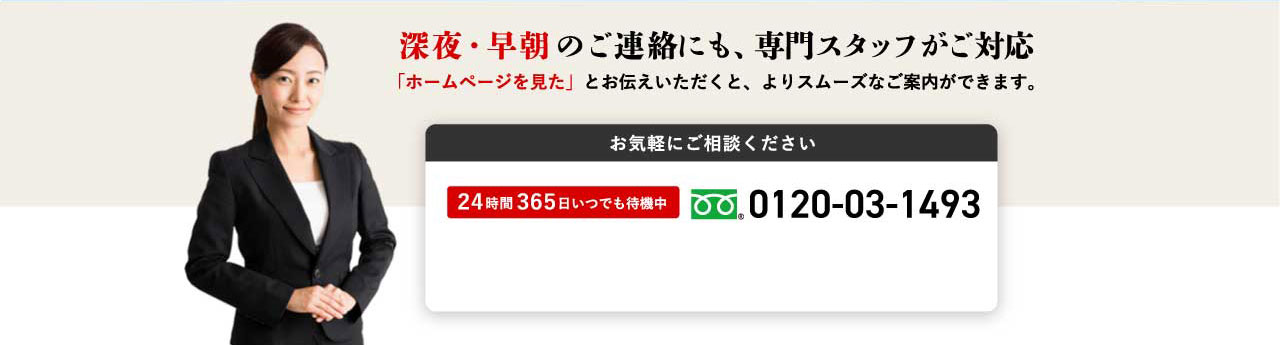 深夜・早朝のご連絡にも、専門スタッフがご対応
「ホームページを見た」とお伝えいただくと、よりスムーズなご案内ができます。
お気軽にご相談ください
24時間365日いつでも待機中 ® 0120-03-1493